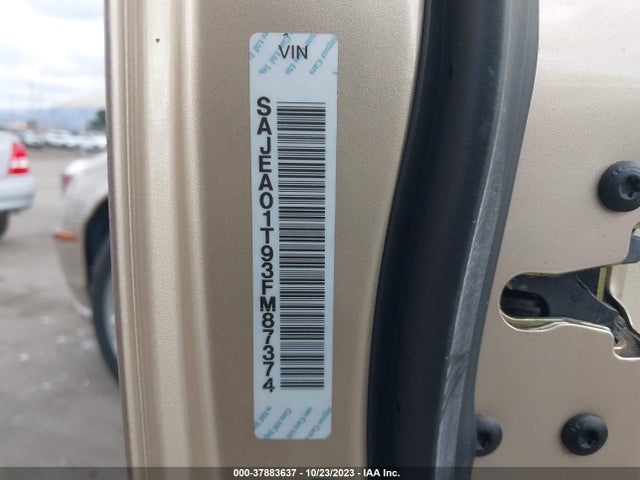 VIN
SAJEA01T93FM87374
000-37883637 - 10/23/2023 - IAA Inc.